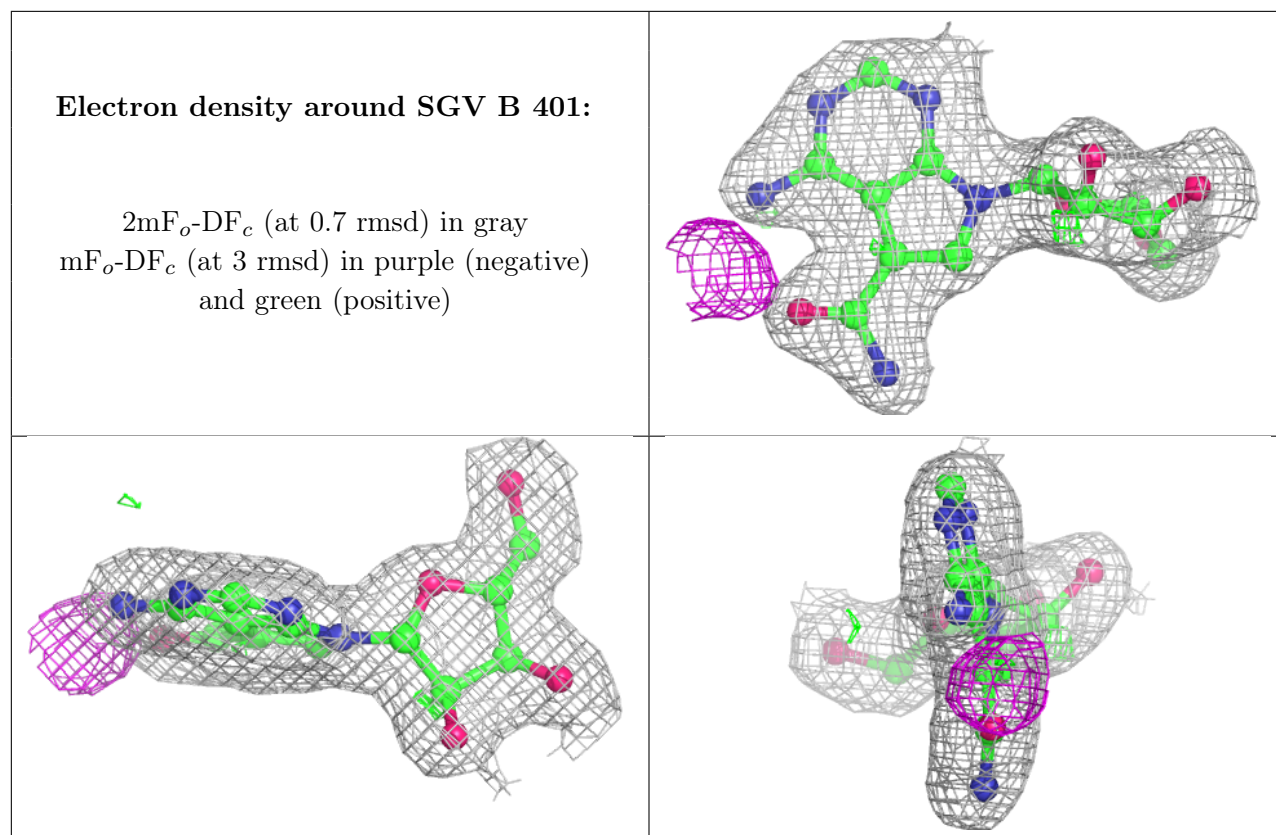 Electron density around SGV B 401:
2mFo-DFc (at 0.7 rmsd) in gray
mFo-DFc (at 3 rmsd) in purple (negative)
and green (positive)